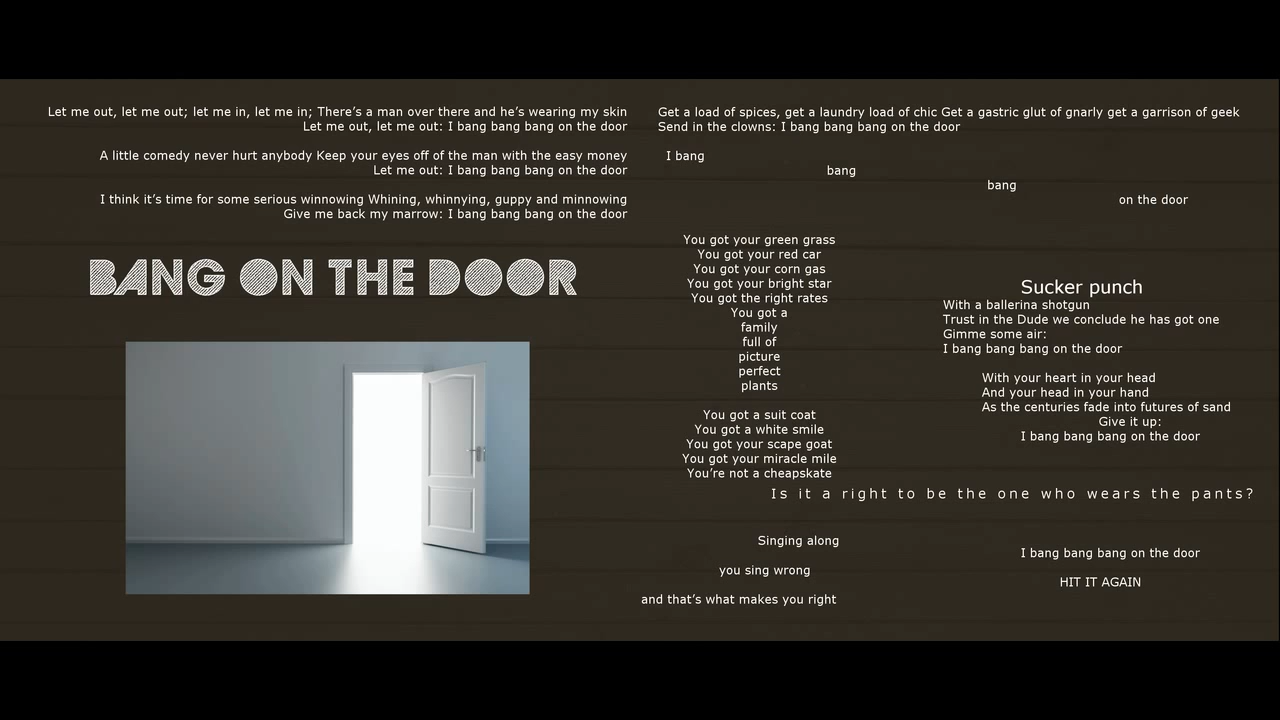 Let me out, let me out; let me in, let me in; There’s a man over there and he’s wearing my skin
Let me out, let me out: I bang bang bang on the door
A little comedy never hurt anybody Keep your eyes off of the man with the easy money
Let me out: I bang bang bang on the door
I think it’s time for some serious winnowing Whining, whinnying, guppy and minnowing
Give me back my marrow: I bang bang bang on the door
BANG ON THE DOOR
Get a load of spices, get a laundry load of chic Get a gastric glut of gnarly get a garrison of geek
Send in the clowns: I bang bang bang on the door
I bang
bang
bang
on the door
You got your green grass
You got your red car
You got your corn gas
You got your bright star
You got the right rates
You got a
family
full of
picture
perfect
plants
You got a suit coat
You got a white smile
You got your scape goat
You got your miracle mile
You’re not a cheapskate
Is it a right to be the one who wears the pants?
Singing along
you sing wrong
and that’s what makes you right
Sucker punch
With a ballerina shotgun
Trust in the Dude we conclude he has got one
Gimme some air:
I bang bang bang on the door
With your heart in your head
And your head in your hand
As the centuries fade into futures of sand
Give it up:
I bang bang bang on the door
I bang bang bang on the door
HIT IT AGAIN